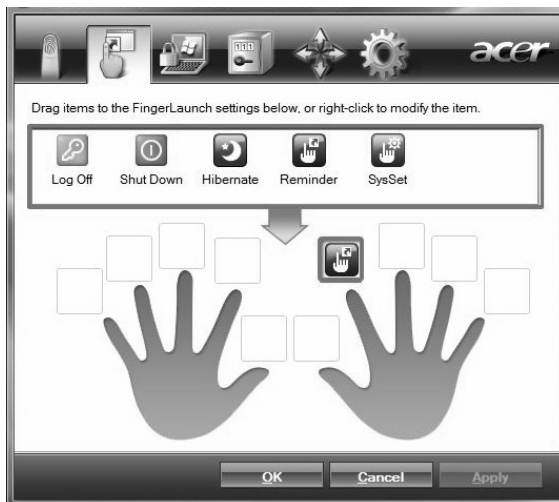 acer
Drag items to the FingerLaunch settings below, or right-click to modify the item.
Log Off Shut Down Hibernate Reminder SysSet
OK Cancel Apply